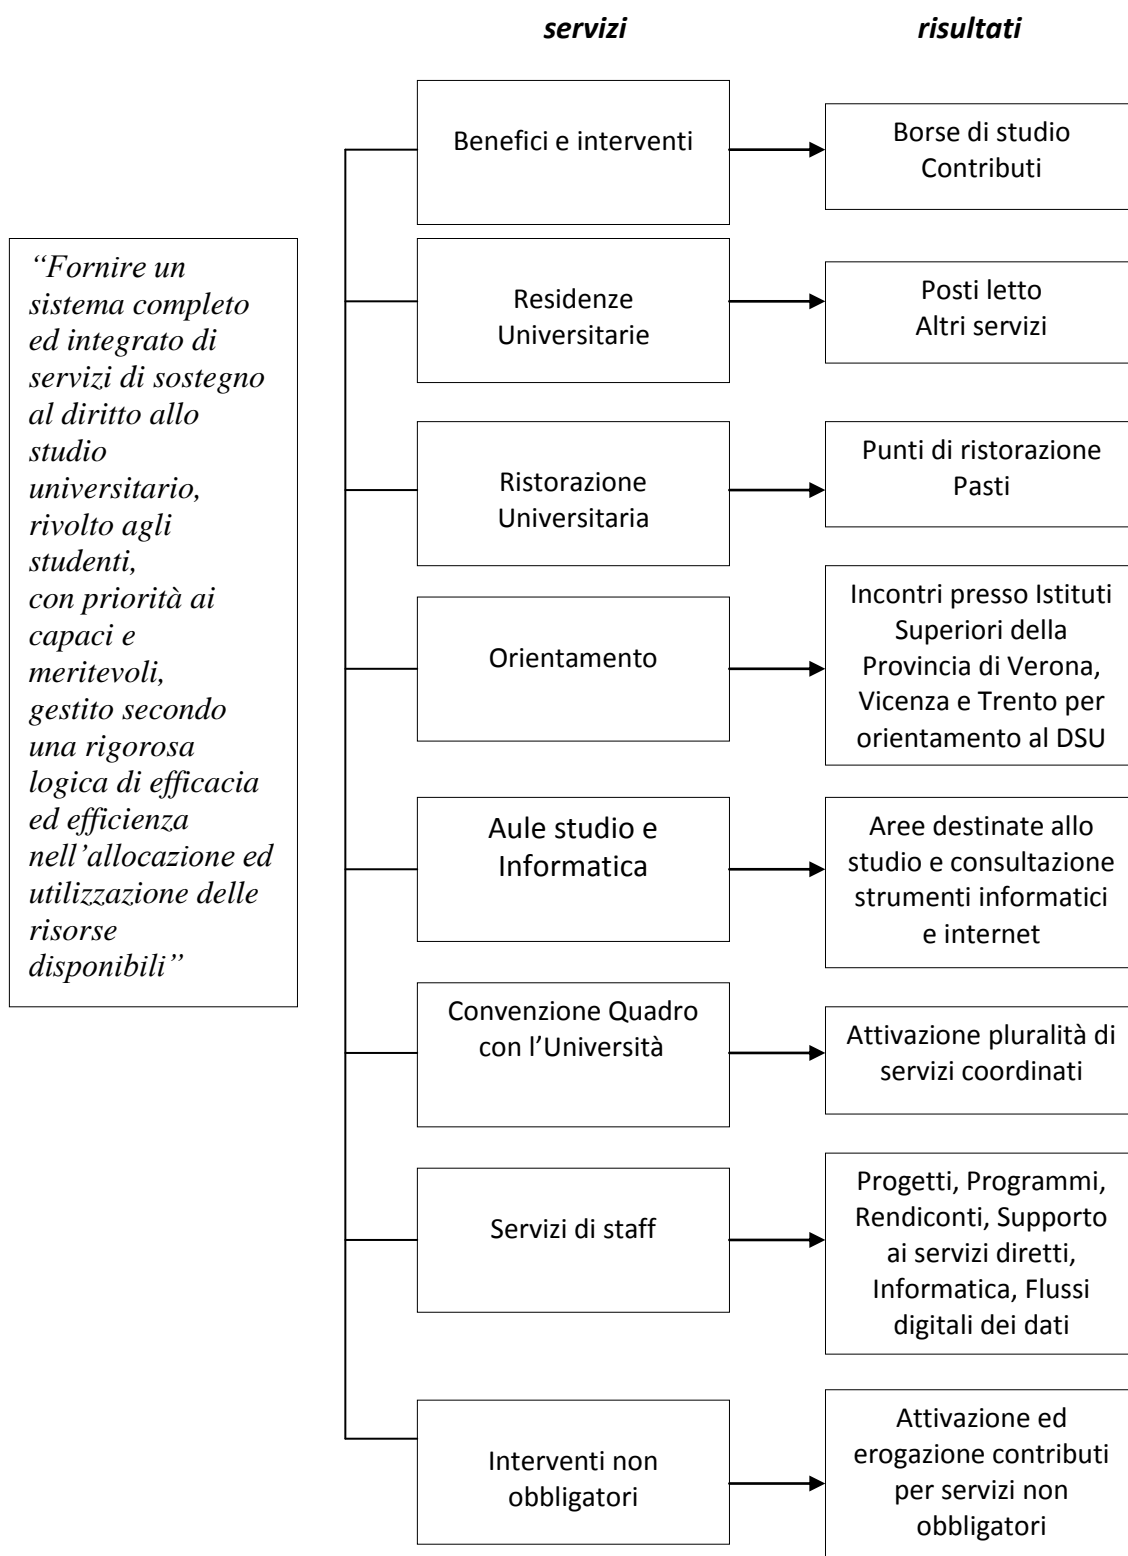 servizi
risultati
“Fornire un
sistema completo
ed integrato di
servizi di sostegno
al diritto allo
studio
universitario,
rivolto agli
studenti,
con priorità ai
capaci e
meritevoli,
gestito secondo
una rigorosa
logica di efficacia
ed efficienza
nell’allocazione ed
utilizzazione delle
risorse
disponibili”
Benefici e interventi
Borse di studio
Contributi
Residenze
Universitarie
Posti letto
Altri servizi
Ristorazione
Universitaria
Punti di ristorazione
Pasti
Orientamento
Incontri presso Istituti
Superiori della
Provincia di Verona,
Vicenza e Trento per
orientamento al DSU
Aule studio e
Informatica
Aree destinate allo
studio e consultazione
strumenti informatici
e internet
Convenzione Quadro
con l’Università
Attivazione pluralità di
servizi coordinati
Servizi di staff
Progetti, Programmi,
Rendiconti, Supporto
ai servizi diretti,
Informatica, Flussi
digitali dei dati
Interventi non
obbligatori
Attivazione ed
erogazione contributi
per servizi non
obbligatori